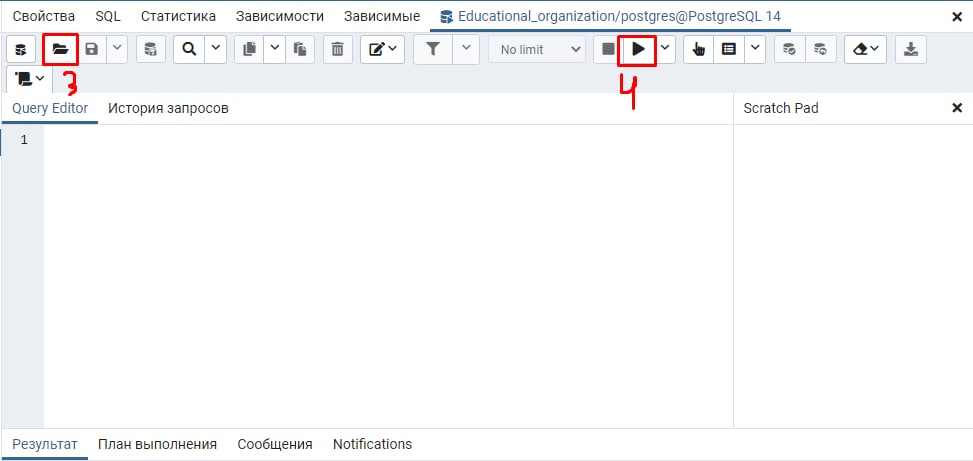 Свойства SQL Статистика Зависимости Зависимые Educational_organization/postgres@PostgreSQL 14
No limit
3 4
Query Editor История запросов Scratch Pad
1
Результат План выполнения Сообщения Notifications